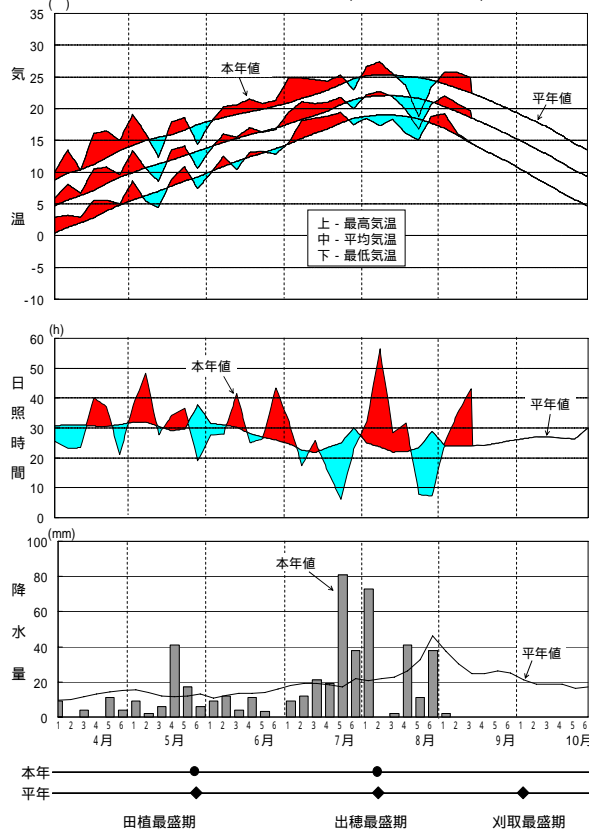 ( )
35
30
25
20
15
10
5
0
-5
-10
気
温
本年値
平年値
上 - 最高気温
中 - 平均気温
下 - 最低気温
(h)
60
50
40
30
20
10
0
日
照
時
間
本年値
平年値
(mm)
100
80
60
40
20
0
降
水
量
本年値
平年値
1 2 3 4 5 6 1 2 3 4 5 6 1 2 3 4 5 6 1 2 3 4 5 6 1 2 3 4 5 6 1 2 3 4 5 6 1 2 3 4 5 6
4月 5月 6月 7月 8月 9月 10月
本年
平年
田植最盛期 出穂最盛期 刈取最盛期